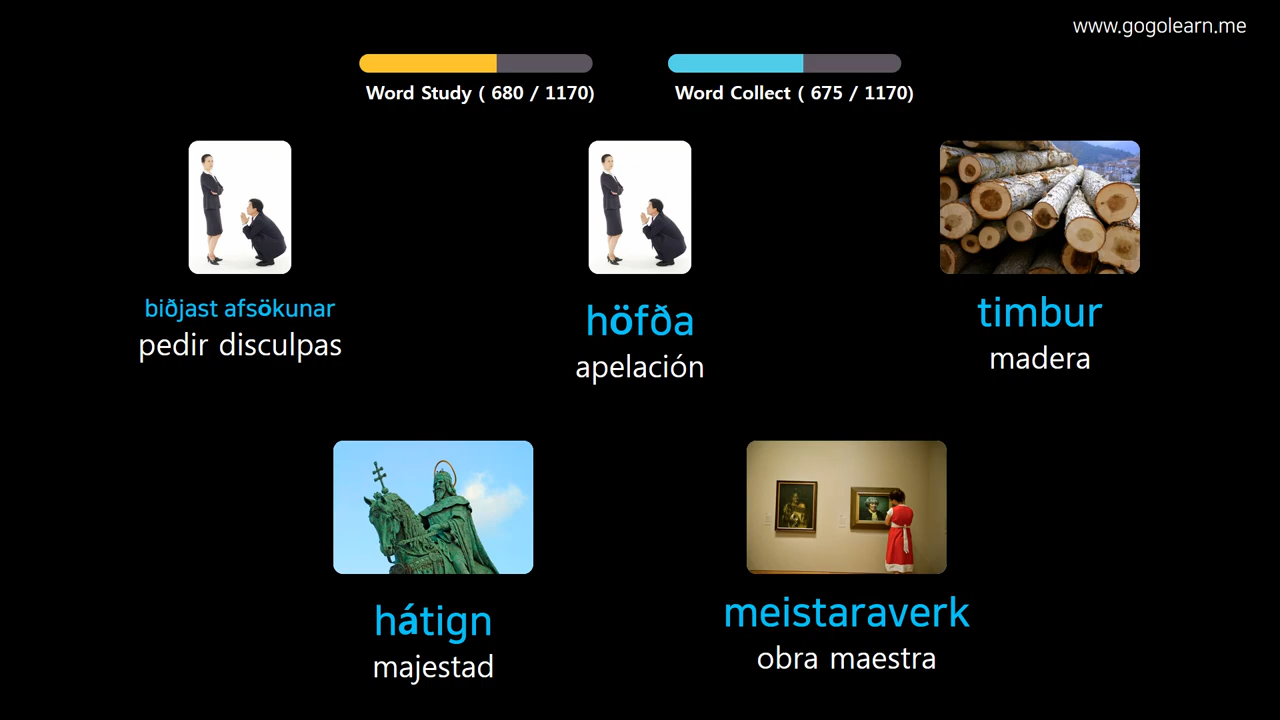 www.gogolearn.me
Word Study ( 680 / 1170)
Word Collect ( 675 / 1170)
biðjast afsökunar
pedir disculpas
höfða
apelación
timbur
madera
hátign
majestad
meistaraverk
obra maestra